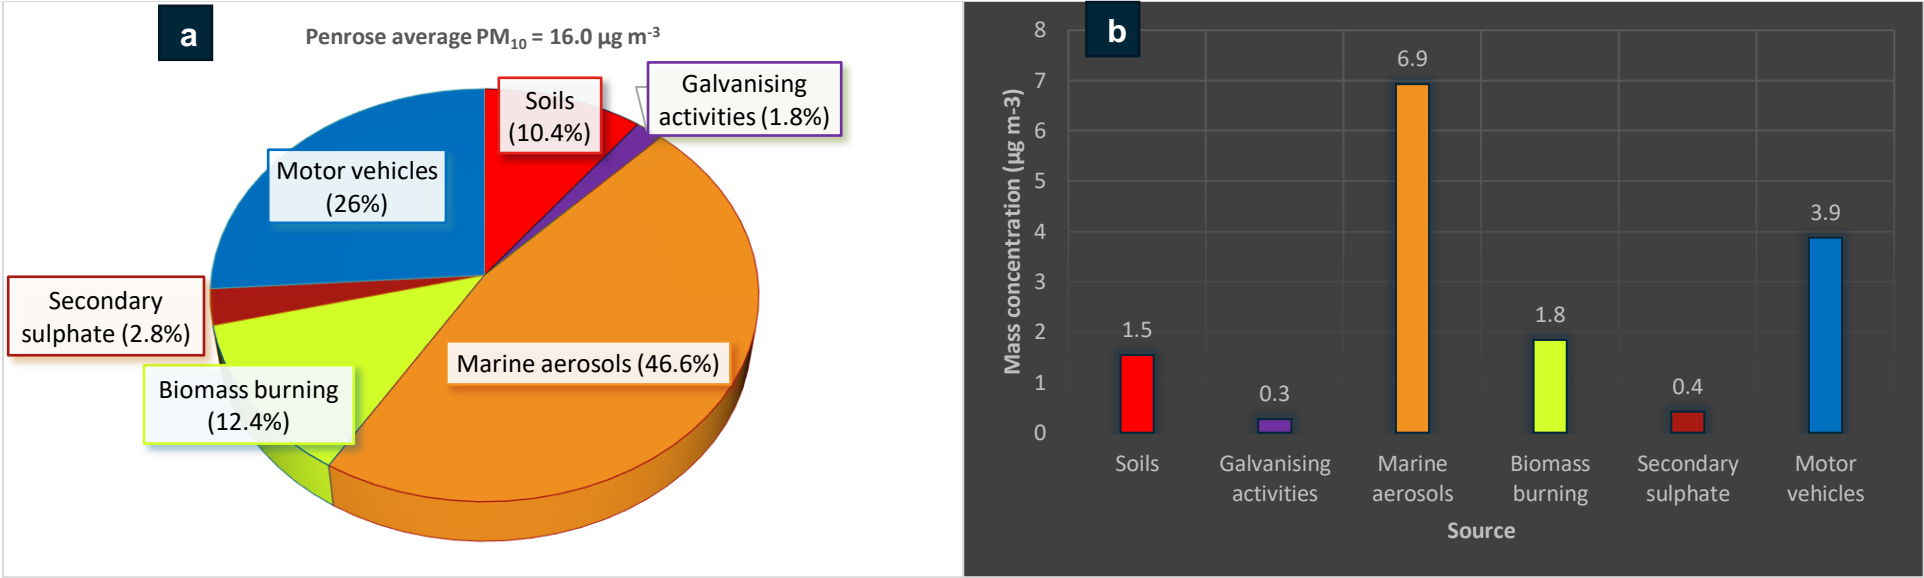 a
Penrose average PM₁₀ = 16.0 µg m⁻³
Soils
(10.4%)
Galvanising
activities (1.8%)
Motor vehicles
(26%)
Secondary
sulphate (2.8%)
Marine aerosols (46.6%)
Biomass burning
(12.4%)
b
Mass concentration (µg m-3)
8
7
6
5
4
3
2
1
0
1.5
0.3
6.9
1.8
0.4
3.9
Soils
Galvanising
activities
Marine
aerosols
Biomass
burning
Secondary
sulphate
Motor
vehicles
Source